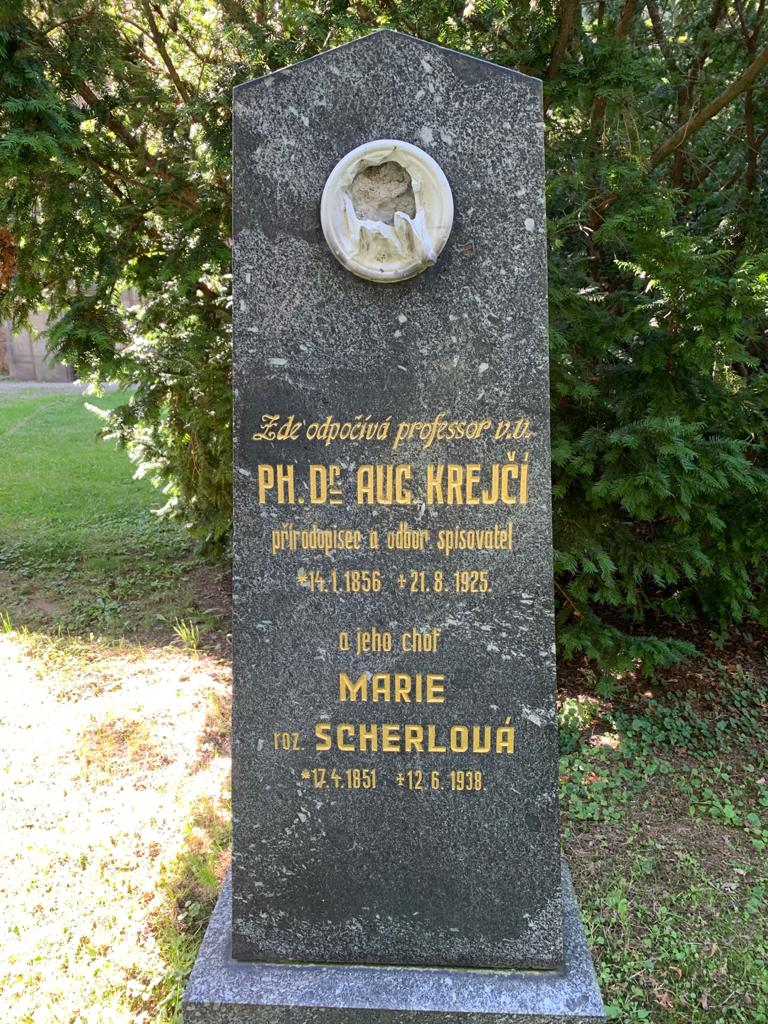 Zde odpočívá professor v.v.
PH. Dr. AUG. KREJČÍ
přírodopisec a odbor. spisovatel
*14.1.1856 +21.8.1925.
a jeho choť
MARIE
roz. SCHERLOVÁ
*17.4.1851 +12.6.1938.